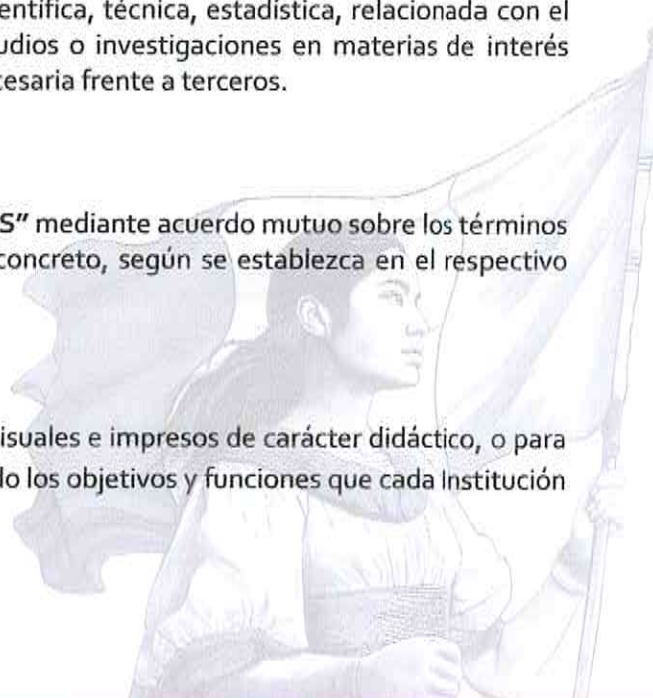 entífica, técnica, estadística, relacionada con el
udios o investigaciones en materias de interés
cesaria frente a terceros.
S" mediante acuerdo mutuo sobre los términos
concreto, según se establezca en el respectivo
isuales e impresos de carácter didáctico, o para
do los objetivos y funciones que cada Institución